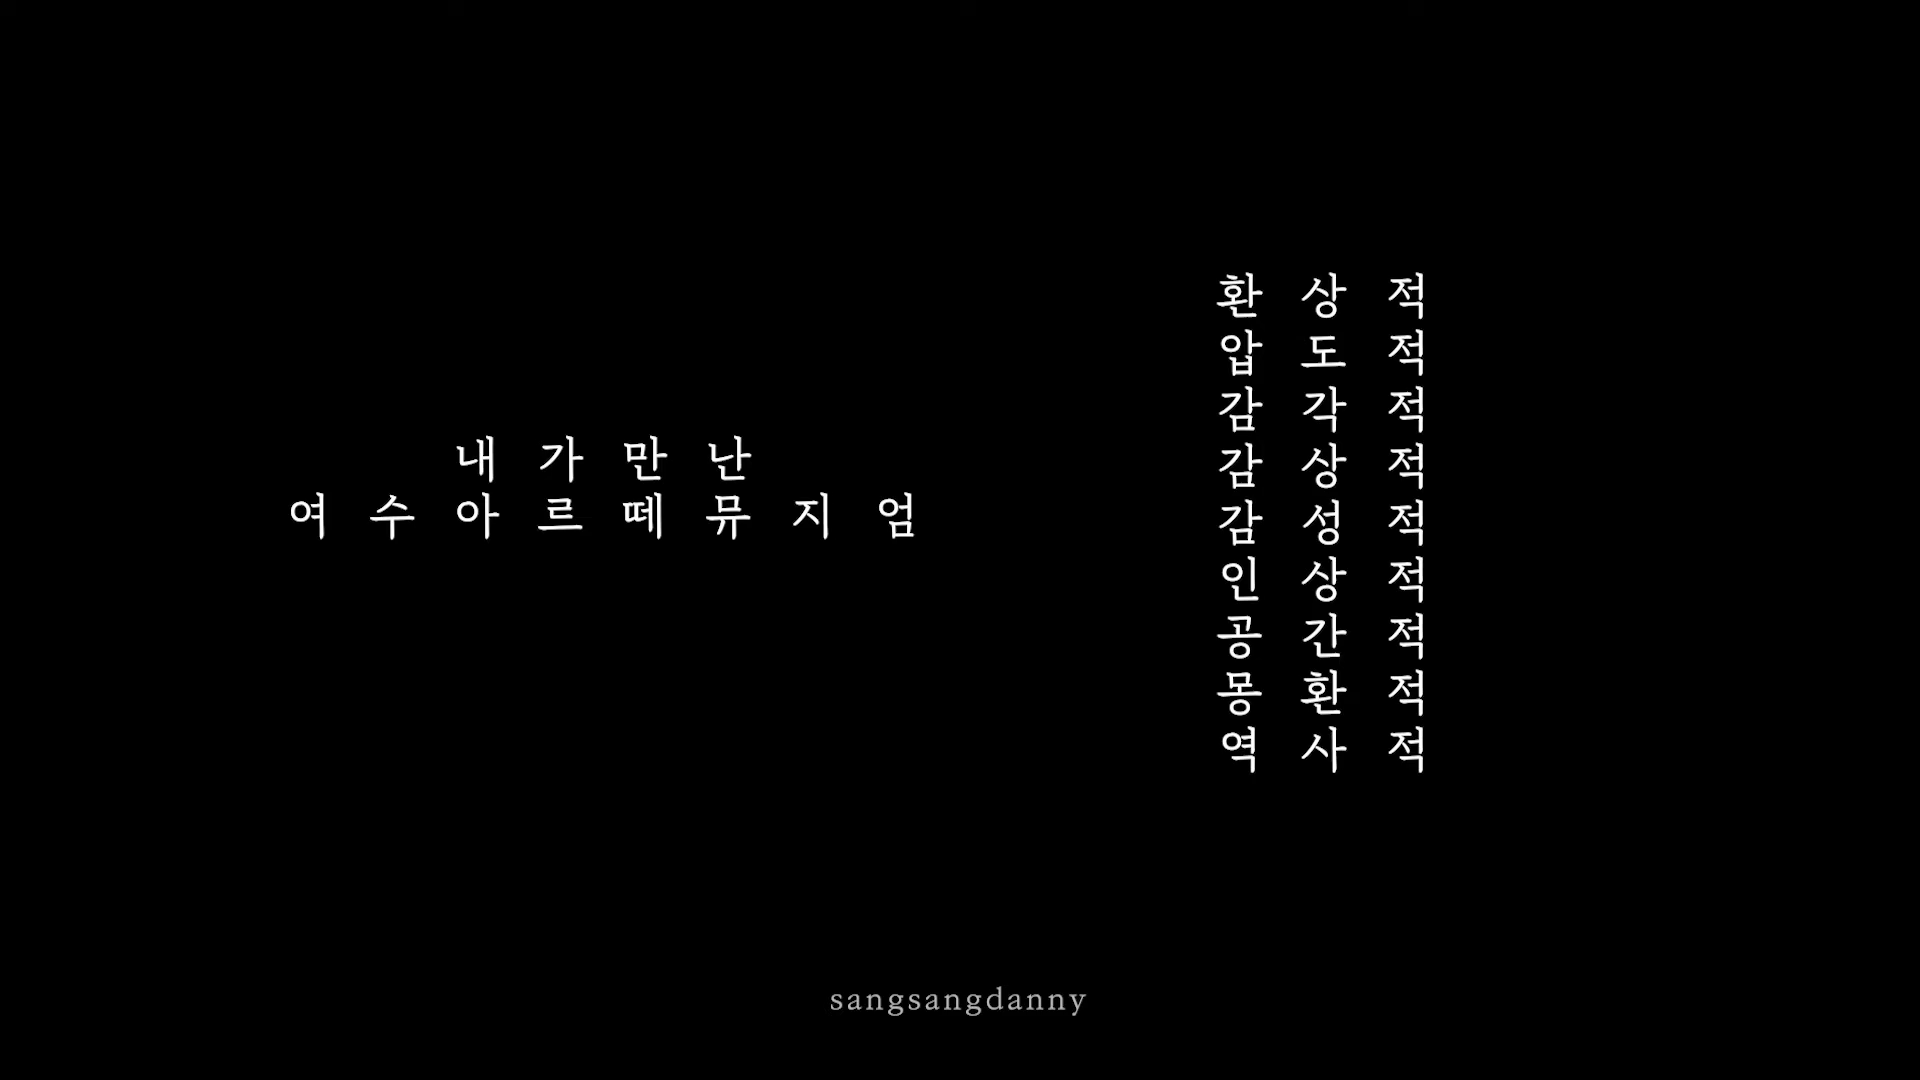 내가만난
여수아르떼뮤지엄
환상적
압도적
감각적
감상적
감성적
인상적
공간적
몽환적
역사적
sangsangdanny